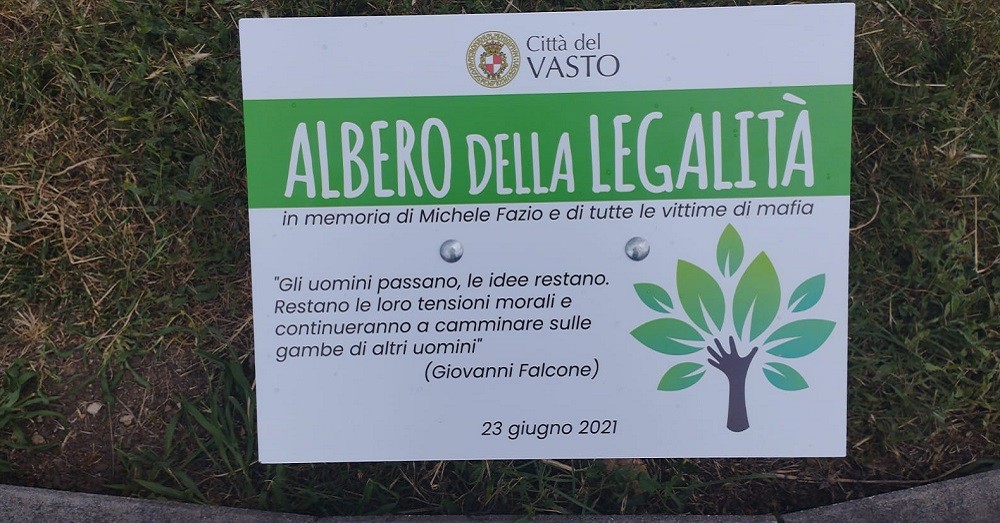 Città del
VASTO
ALBERO DELLA LEGALITÀ
in memoria di Michele Fazio e di tutte le vittime di mafia
"Gli uomini passano, le idee restano.
Restano le loro tensioni morali e
continueranno a camminare sulle
gambe di altri uomini"
(Giovanni Falcone)
23 giugno 2021